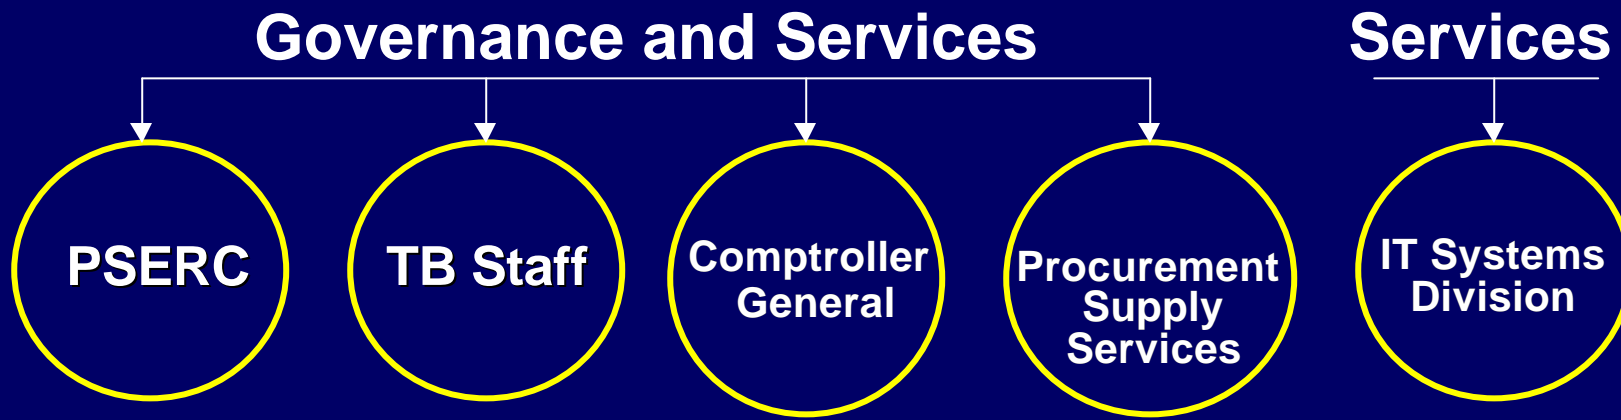 Governance and Services
Services
PSERC
TB Staff
Comptroller
General
Procurement
Supply
Services
IT Systems
Division